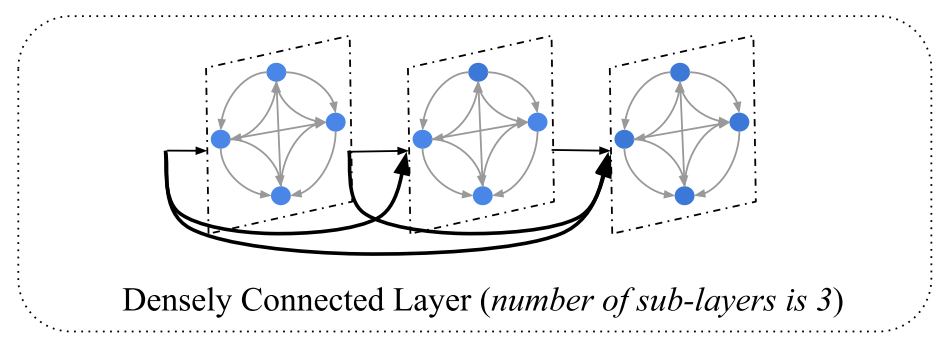 Densely Connected Layer (number of sub-layers is 3)